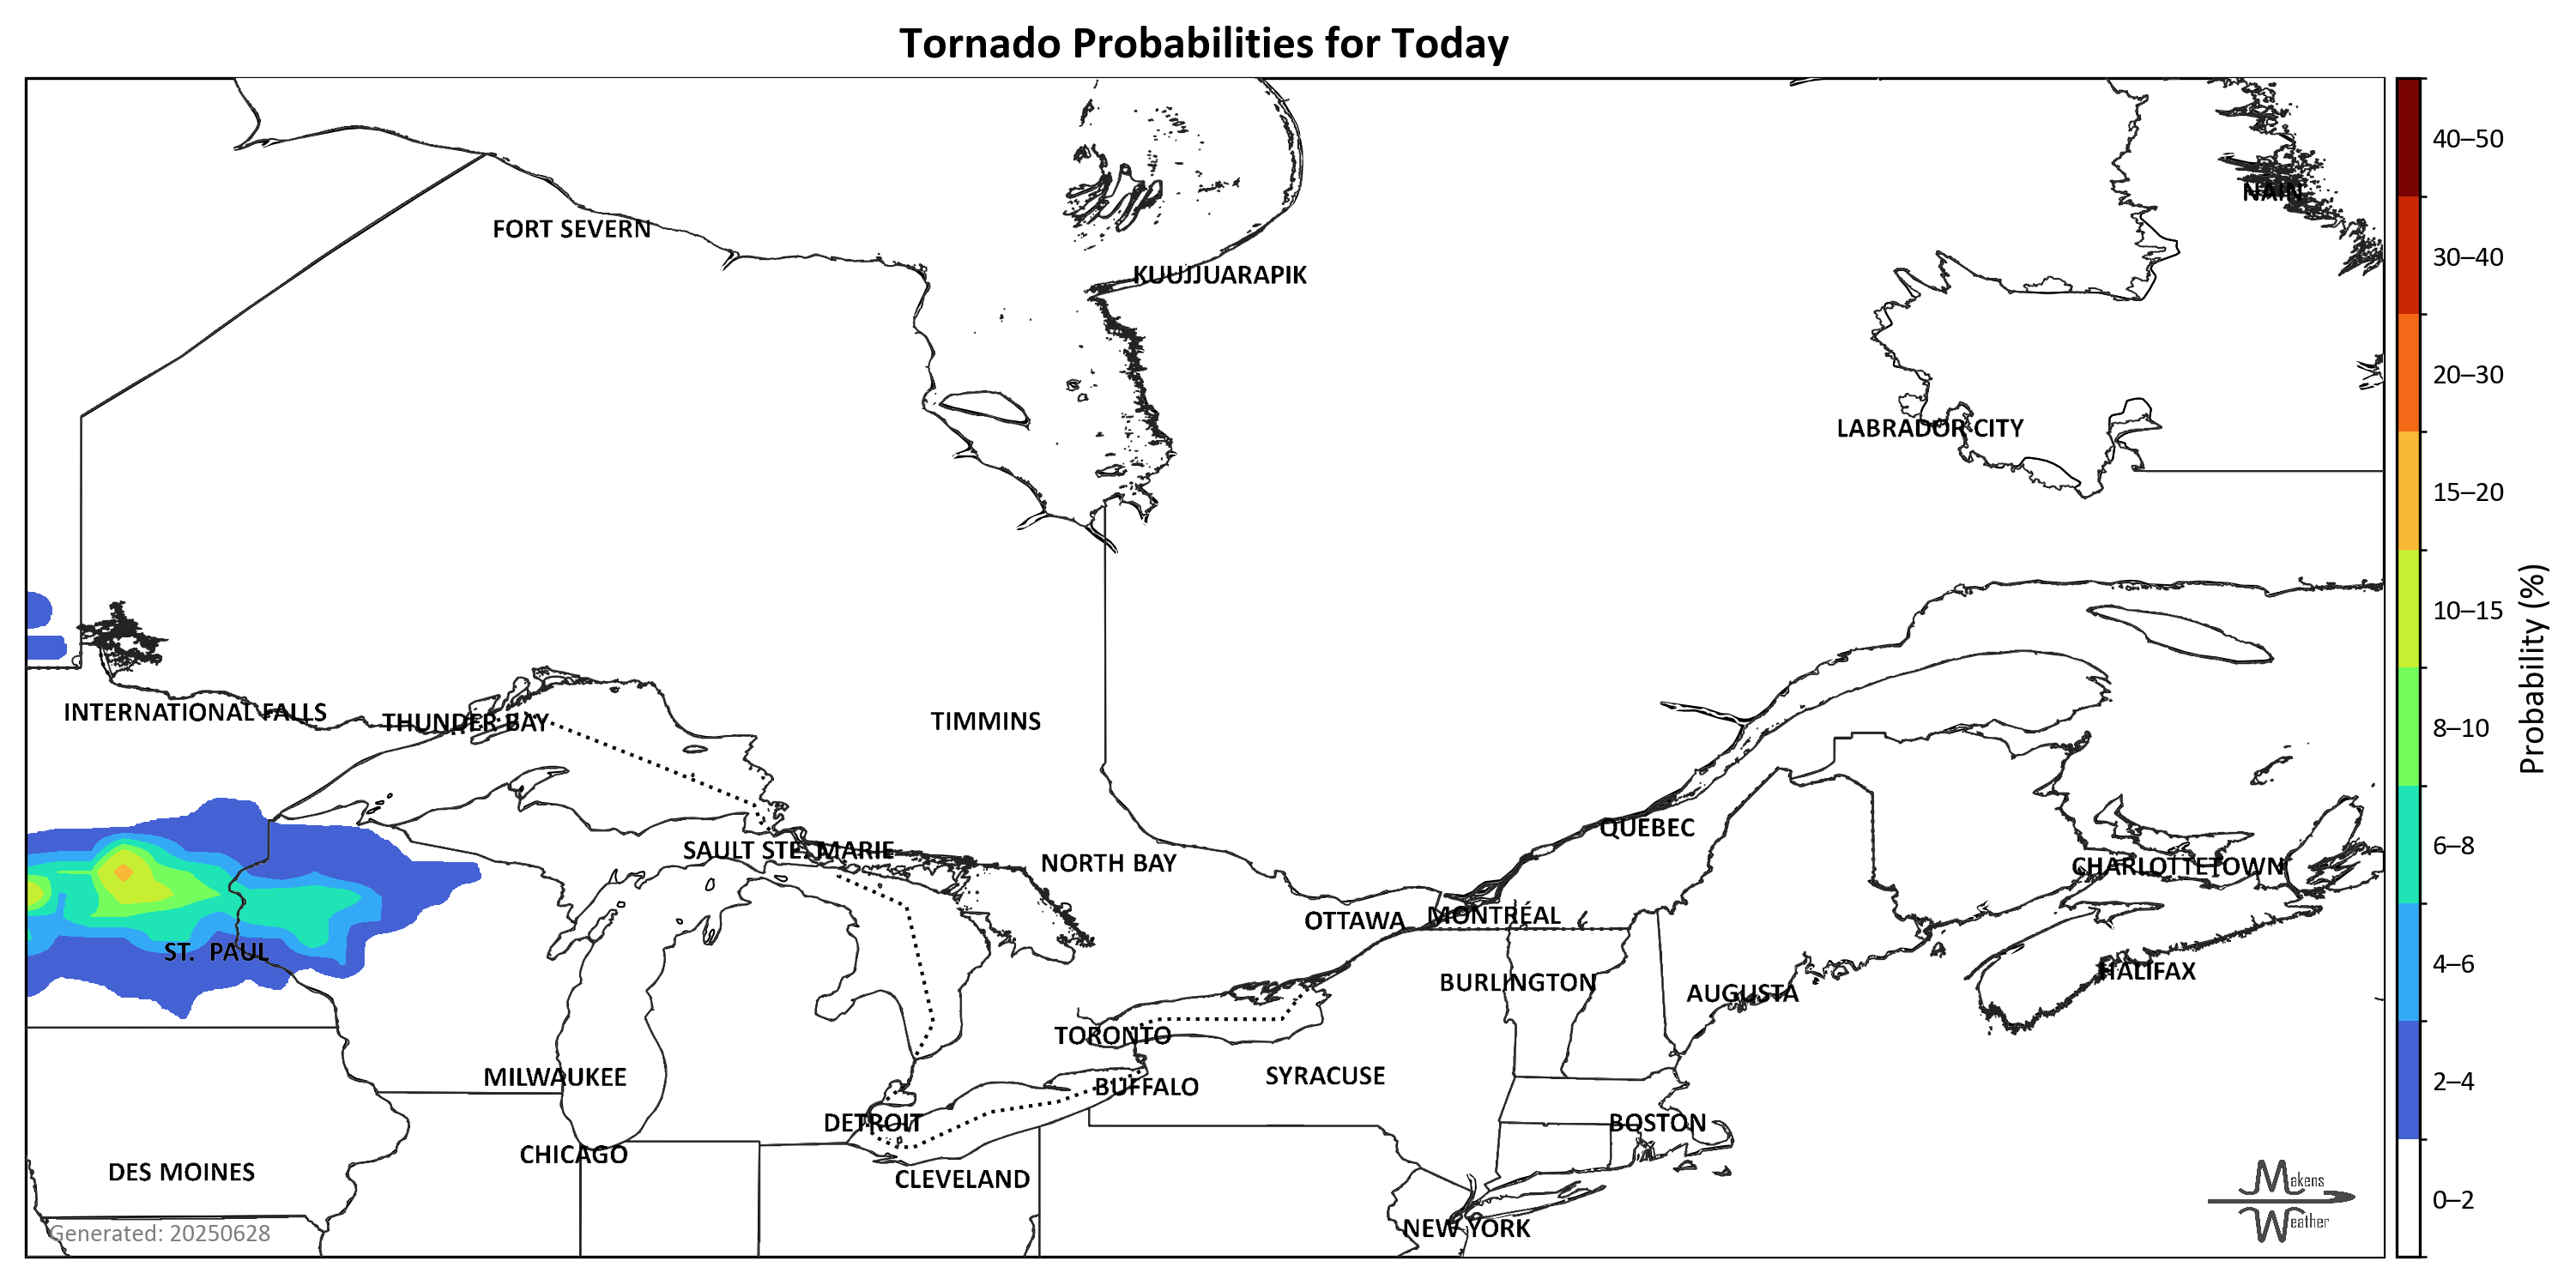 Tornado Probabilities for Today
40–50
NAIN
FORT SEVERN
30–40
KUUJJUARAPIK
20–30
LABRADOR CITY
15–20
10–15
Probability (%)
INTERNATIONAL FALLS
THUNDER BAY
TIMMINS
8–10
QUEBEC
SAULT STE. MARIE
6–8
NORTH BAY
CHARLOTTETOWN
OTTAWA
MONTRÉAL
ST. PAUL
4–6
HALIFAX
BURLINGTON
AUGUSTA
TORONTO
MILWAUKEE
SYRACUSE
2–4
BUFFALO
DETROIT
BOSTON
CHICAGO
DES MOINES
CLEVELAND
Makens
0–2
Weather
NEW YORK
Generated: 20250628